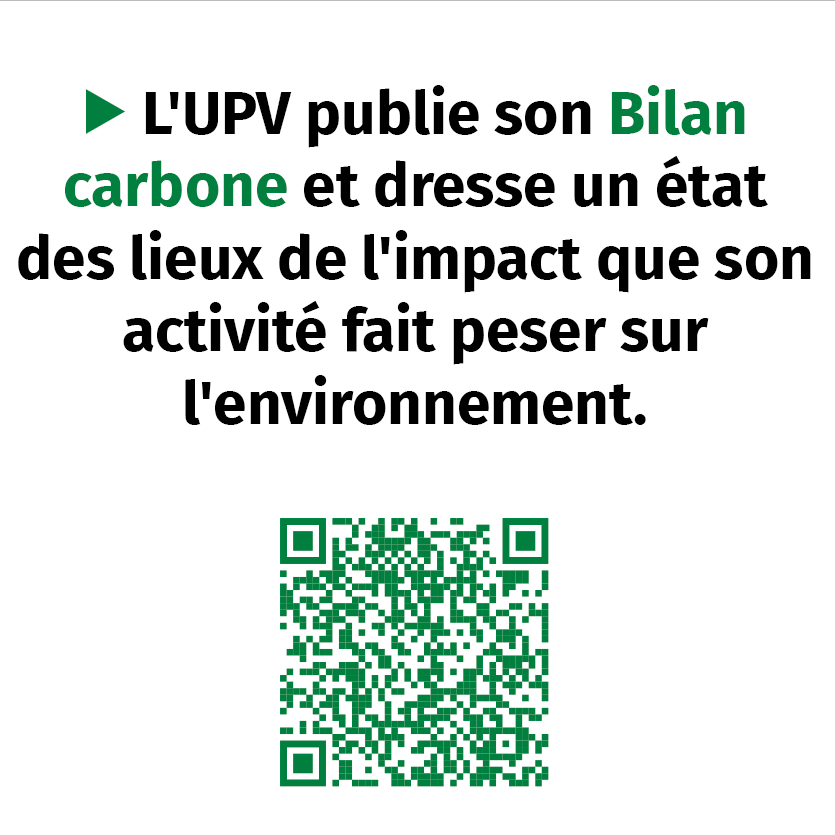 ▶ L'UPV publie son Bilan
carbone et dresse un état
des lieux de l'impact que son
activité fait peser sur
l'environnement.